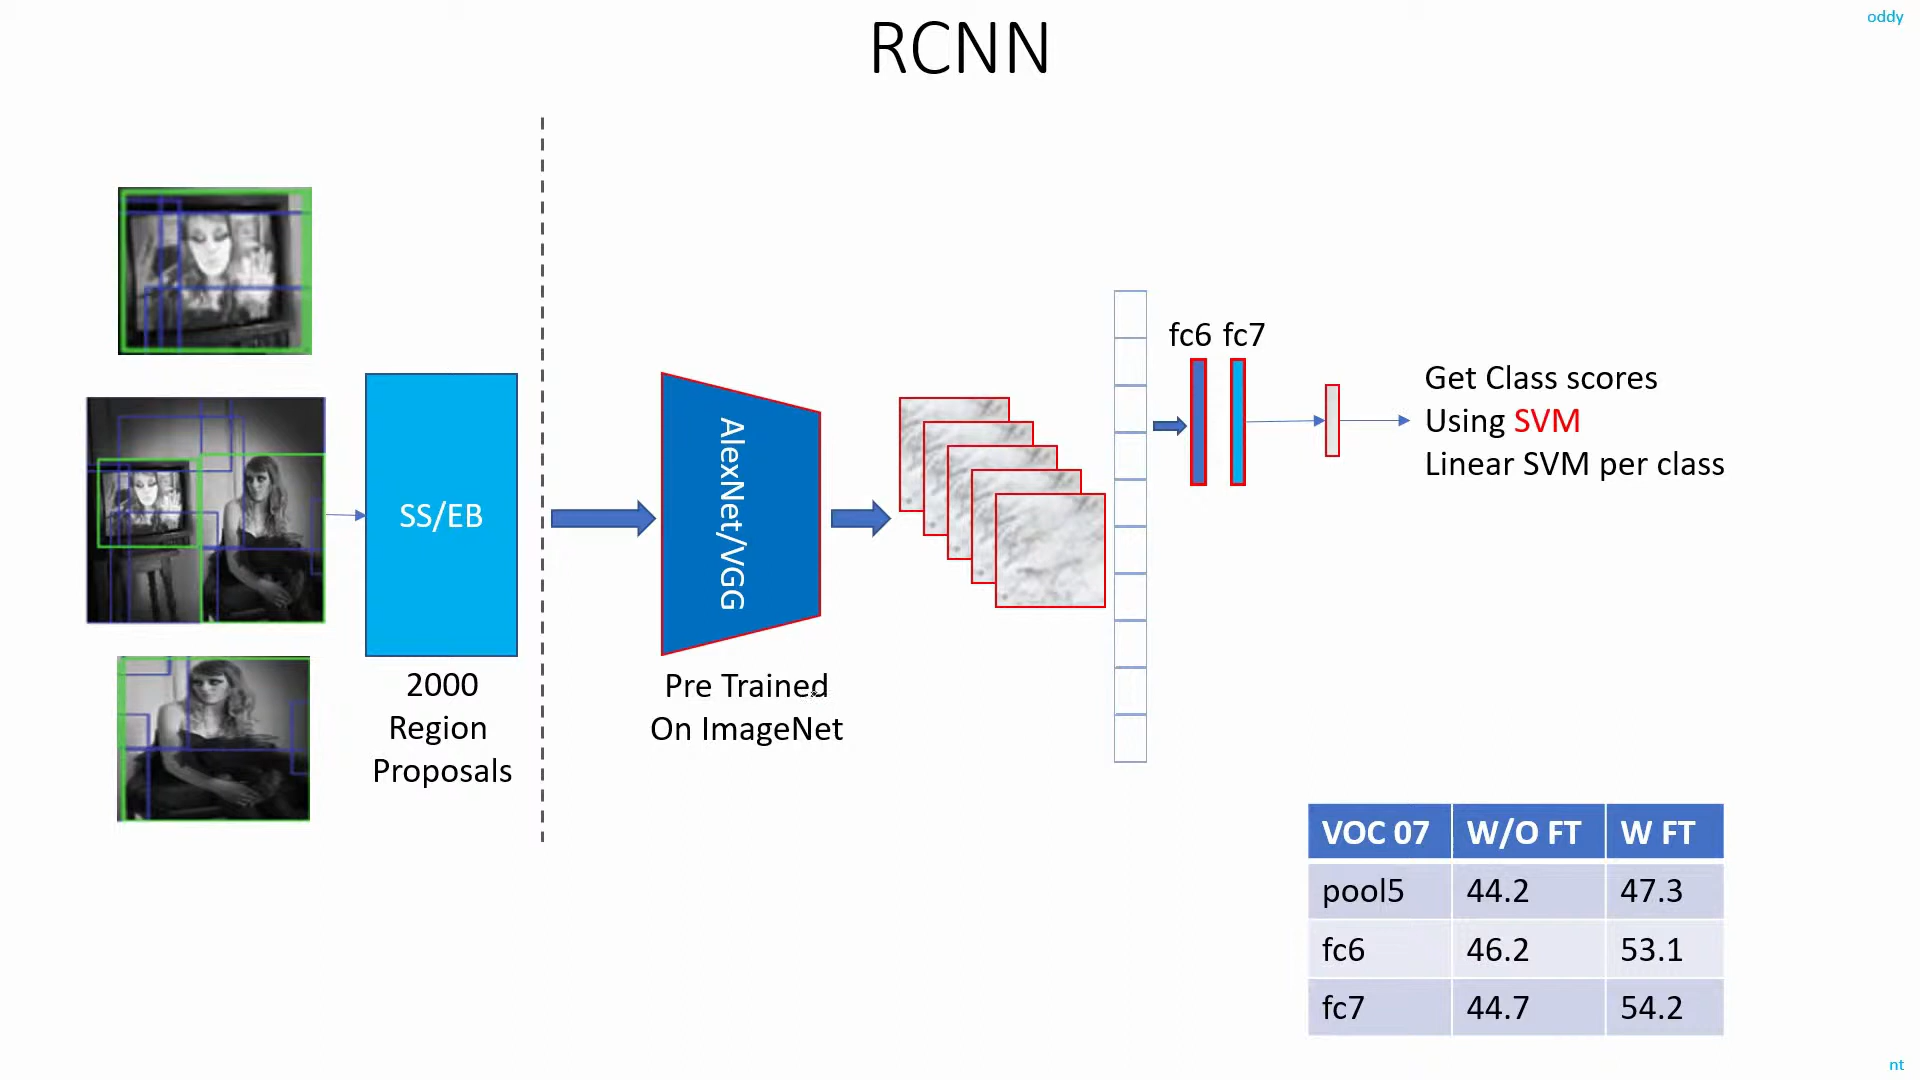 RCNN
oddy
fc6 fc7
Get Class scores
Using SVM
Linear SVM per class
SS/EB
AlexNet/VGG
2000
Region
Proposals
Pre Trained
On ImageNet
VOC 07 W/O FT W FT
pool5 44.2 47.3
fc6 46.2 53.1
fc7 44.7 54.2
nt